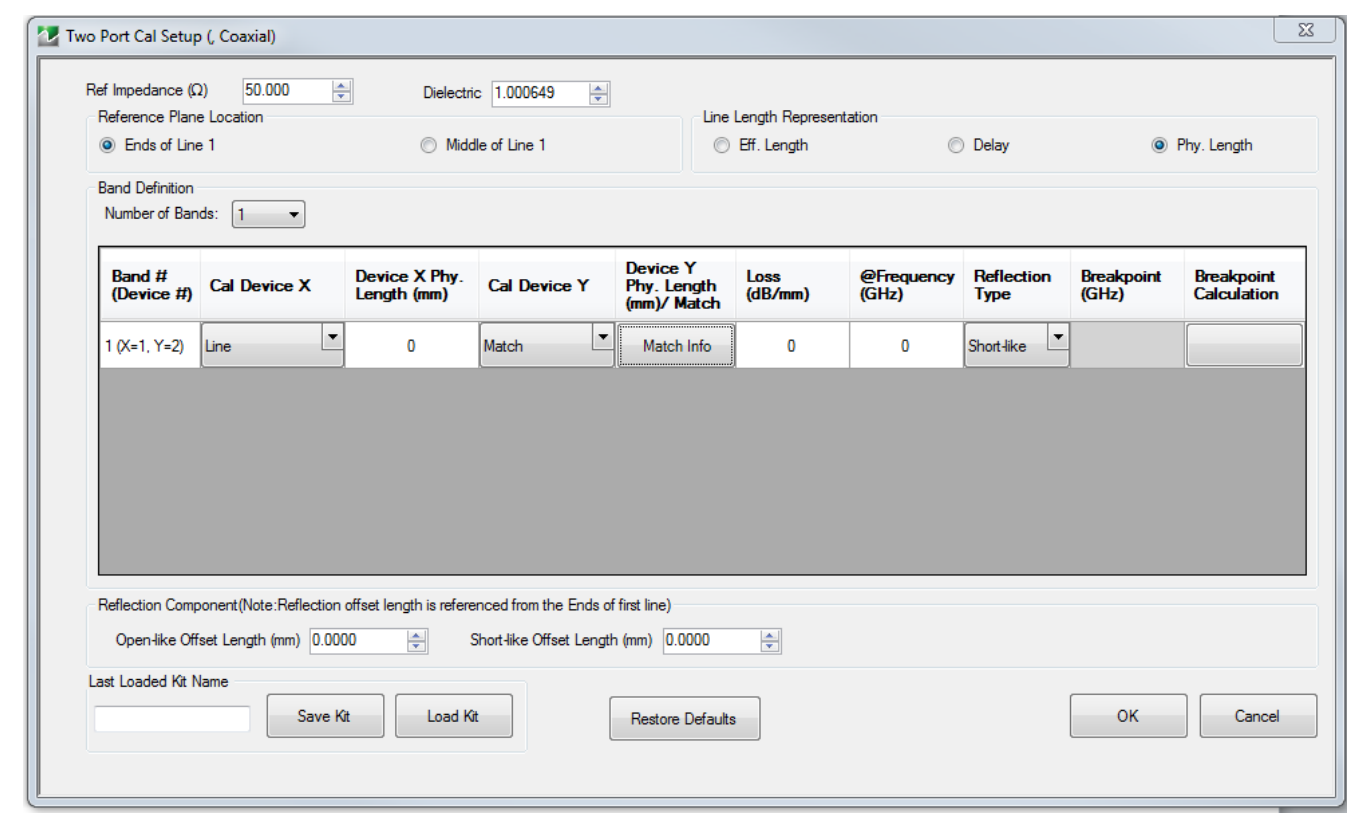 Two Port Cal Setup (, Coaxial)
Ref Impedance (Ω) 50.000 Dielectric 1.000649
Reference Plane Location
Ends of Line 1 Middle of Line 1
Line Length Representation
Eff. Length Delay Phy. Length
Band Definition
Number of Bands: 1
Band # (Device #)
Cal Device X
Device X Phy. Length (mm)
Cal Device Y
Device Y Phy. Length (mm)/ Match
Loss (dB/mm)
@Frequency (GHz)
Reflection Type
Breakpoint (GHz)
Breakpoint Calculation
1 (X=1, Y=2) Line 0 Match Match Info 0 0 Short-like
Reflection Component(Note:Reflection offset length is referenced from the Ends of first line)
Open-like Offset Length (mm) 0.0000 Short-like Offset Length (mm) 0.0000
Last Loaded Kit Name
Save Kit Load Kit Restore Defaults OK Cancel